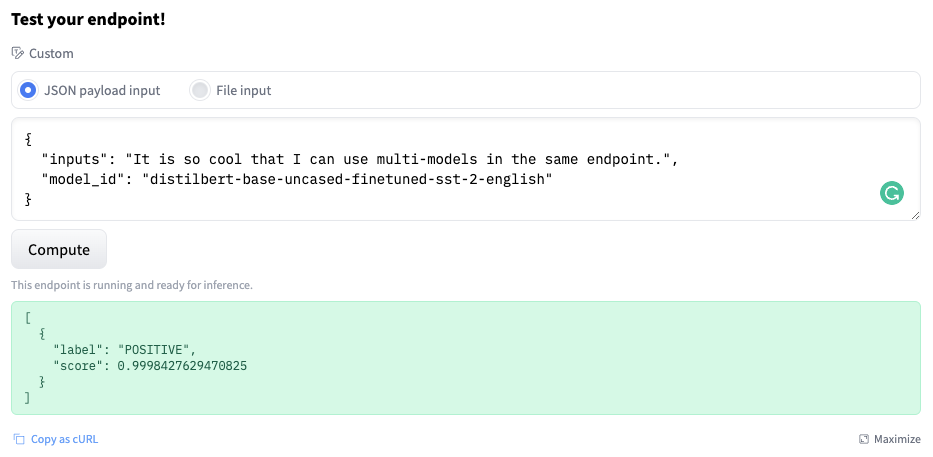 Test your endpoint!
Custom
JSON payload input File input
{
"inputs": "It is so cool that I can use multi-models in the same endpoint.",
"model_id": "distilbert-base-uncased-finetuned-sst-2-english"
}
Compute
This endpoint is running and ready for inference.
[
{
"label": "POSITIVE",
"score": 0.9998427629470825
}
]
Copy as cURL Maximize